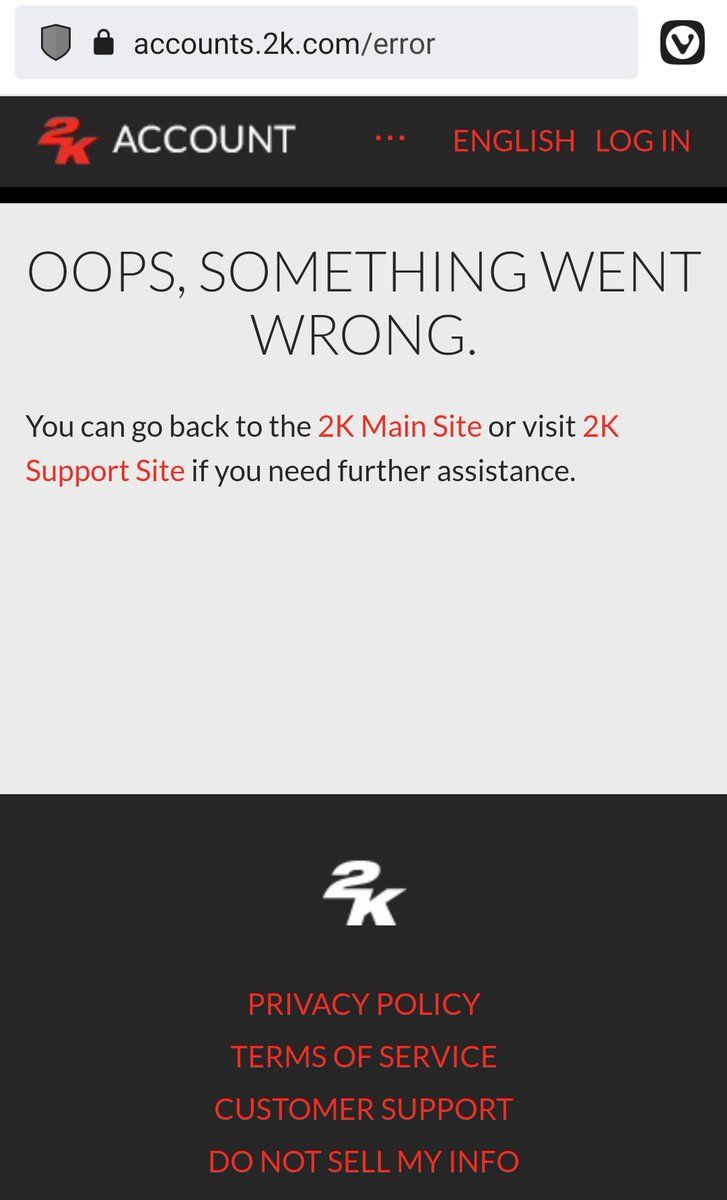 accounts.2k.com/error
2K ACCOUNT ... ENGLISH LOG IN
OOPS, SOMETHING WENT
WRONG.
You can go back to the 2K Main Site or visit 2K
Support Site if you need further assistance.
2K
PRIVACY POLICY
TERMS OF SERVICE
CUSTOMER SUPPORT
DO NOT SELL MY INFO